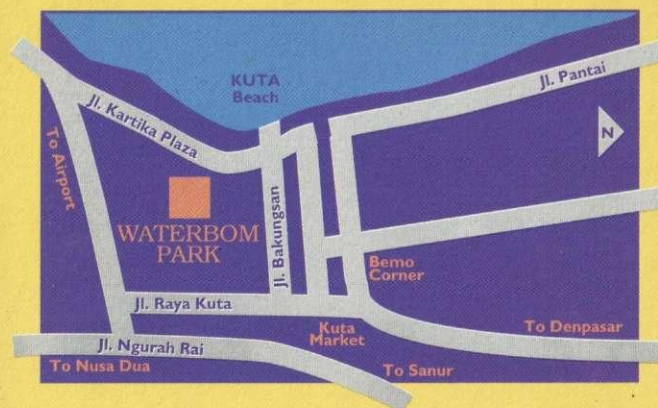 KUTA
Beach
Jl. Pantai
Jl. Kartika Plaza
N
To Airport
WATERBOM
PARK
Jl. Bakungsan
Bemo
Corner
Jl. Raya Kuta
Kuta
Market
To Denpasar
Jl. Ngurah Rai
To Nusa Dua
To Sanur